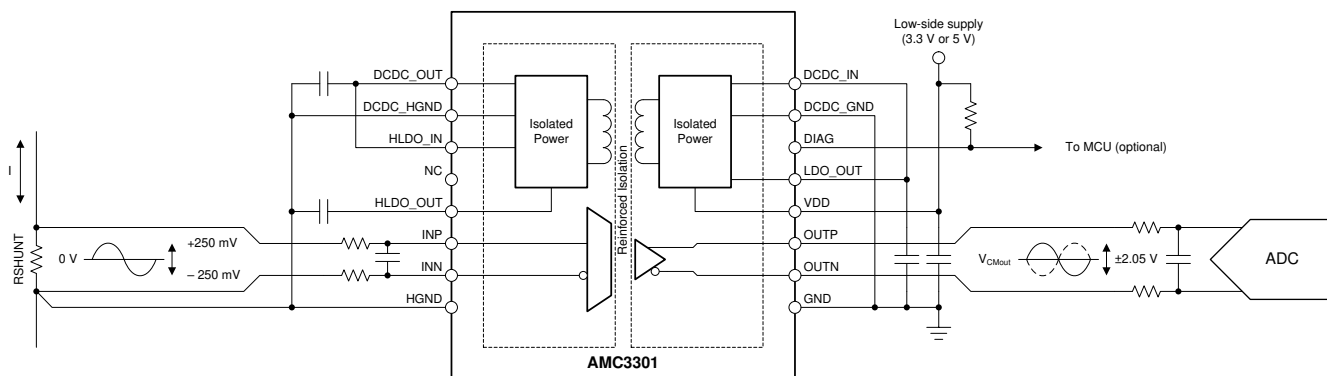 Low-side supply
(3.3 V or 5 V)
DCDC_OUT
DCDC_HGND
HLDO_IN
NC
HLDO_OUT
INP
INN
HGND
I
RSHUNT
0 V
+250 mV
– 250 mV
Isolated
Power
Reinforced Isolation
Isolated
Power
DCDC_IN
DCDC_GND
DIAG
LDO_OUT
VDD
OUTP
OUTN
GND
To MCU (optional)
VCMout
±2.05 V
ADC
AMC3301